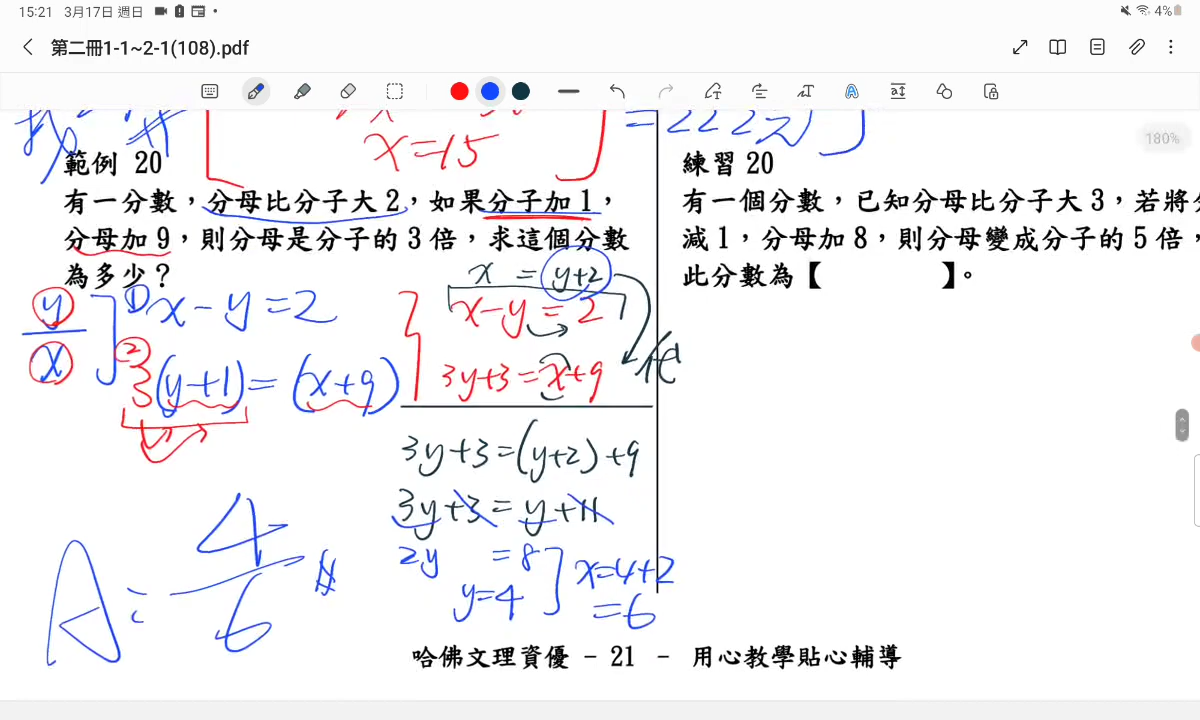 15:21 3月17日 週日
4%
第二冊1-1~2-1(108).pdf
180%
x=15
範例 20
有一分數，分母比分子大 2，如果分子加 1，
分母加 9，則分母是分子的 3 倍，求這個分數
為多少？
x = y+2
y
x
① x-y=2
② 3(y+1)=(x+9)
x-y=2
3y+3=x+9
代
3y+3=(y+2)+9
3y+3=y+11
2y =8
y=4
x=4+2
=6
A= 4
6
練習 20
有一個分數，已知分母比分子大 3，若將
減 1，分母加 8，則分母變成分子的 5 倍，
此分數為【 】。
哈佛文理資優 - 21 - 用心教學貼心輔導